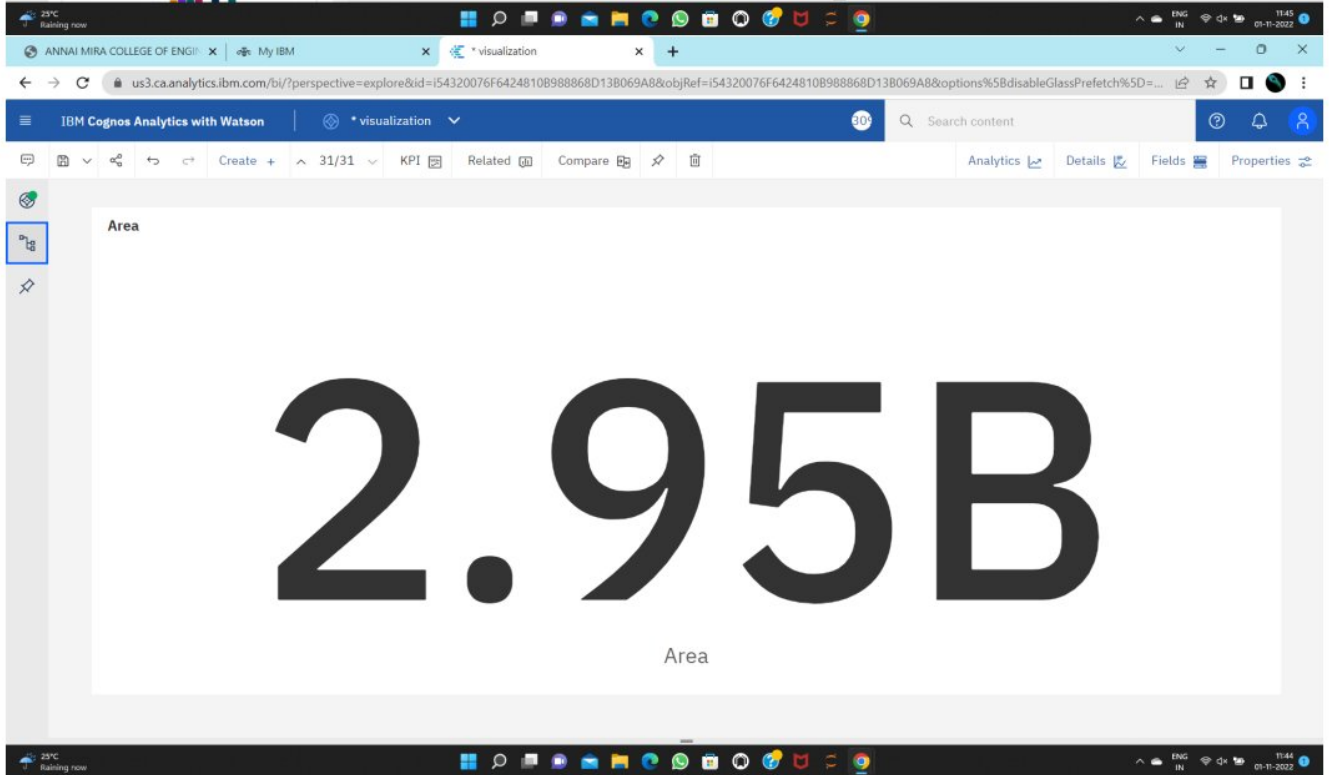 25°C
Raining now
ENG
IN
11:45
01-11-2022
ANNAI MIRA COLLEGE OF ENGIN
My IBM
* visualization
us3.ca.analytics.ibm.com/bi/?perspective=explore&id=i54320076F6424810B988868D13B069A8&objRef=i54320076F6424810B988868D13B069A8&options%5BdisableGlassPrefetch%5D=...
IBM Cognos Analytics with Watson
* visualization
Search content
Create +
31/31
KPI
Related
Compare
Analytics
Details
Fields
Properties
Area
2.95B
Area
25°C
Raining now
ENG
IN
11:44
01-11-2022